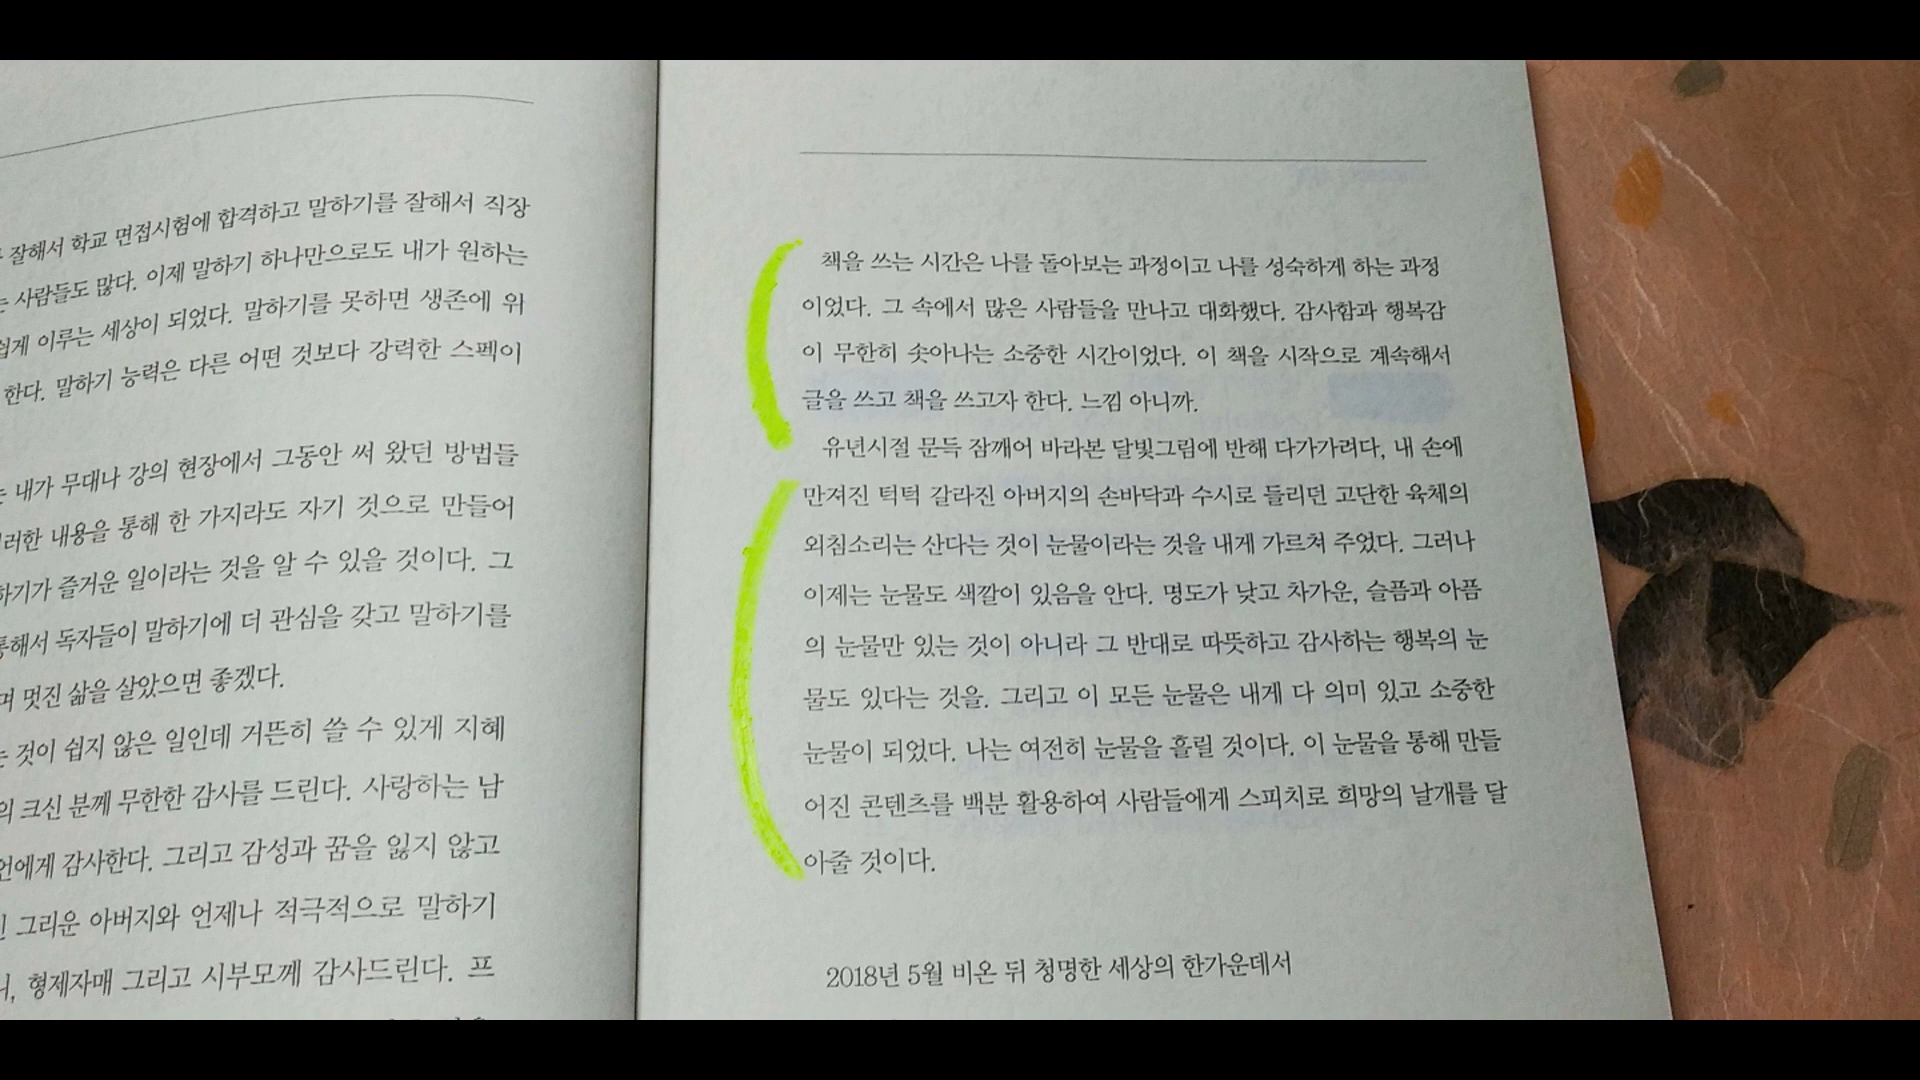 잘해서 학교 면접시험에 합격하고 말하기를 잘해서 직장
사람들도 많다. 이제 말하기 하나만으로도 내가 원하는
쉽게 이루는 세상이 되었다. 말하기를 못하면 생존에 위
한다. 말하기 능력은 다른 어떤 것보다 강력한 스펙이
내가 무대나 강의 현장에서 그동안 써 왔던 방법들
내용을 통해 한 가지라도 자기 것으로 만들어
즐거운 일이라는 것을 알 수 있을 것이다. 그
통해서 독자들이 말하기에 더 관심을 갖고 말하기를
멋진 삶을 살았으면 좋겠다.
것이 쉽지 않은 일인데 거뜬히 쓸 수 있게 지혜
크신 분께 무한한 감사를 드린다. 사랑하는 남
감사한다. 그리고 감성과 꿈을 잃지 않고
그리운 아버지와 언제나 적극적으로 말하기
형제자매 그리고 시부모께 감사드린다. 프
책을 쓰는 시간은 나를 돌아보는 과정이고 나를 성숙하게 하는 과정
이었다. 그 속에서 많은 사람들을 만나고 대화했다. 감사함과 행복감
이 무한히 솟아나는 소중한 시간이었다. 이 책을 시작으로 계속해서
글을 쓰고 책을 쓰고자 한다. 느낌 아니까.
유년시절 문득 잠깨어 바라본 달빛그림에 반해 다가가려다, 내 손에
만져진 턱턱 갈라진 아버지의 손바닥과 수시로 들리던 고단한 육체의
외침소리는 산다는 것이 눈물이라는 것을 내게 가르쳐 주었다. 그러나
이제는 눈물도 색깔이 있음을 안다. 명도가 낮고 차가운, 슬픔과 아픔
의 눈물만 있는 것이 아니라 그 반대로 따뜻하고 감사하는 행복의 눈
물도 있다는 것을. 그리고 이 모든 눈물은 내게 다 의미 있고 소중한
눈물이 되었다. 나는 여전히 눈물을 흘릴 것이다. 이 눈물을 통해 만들
어진 콘텐츠를 백분 활용하여 사람들에게 스피치로 희망의 날개를 달
아줄 것이다.
2018년 5월 비온 뒤 청명한 세상의 한가운데서